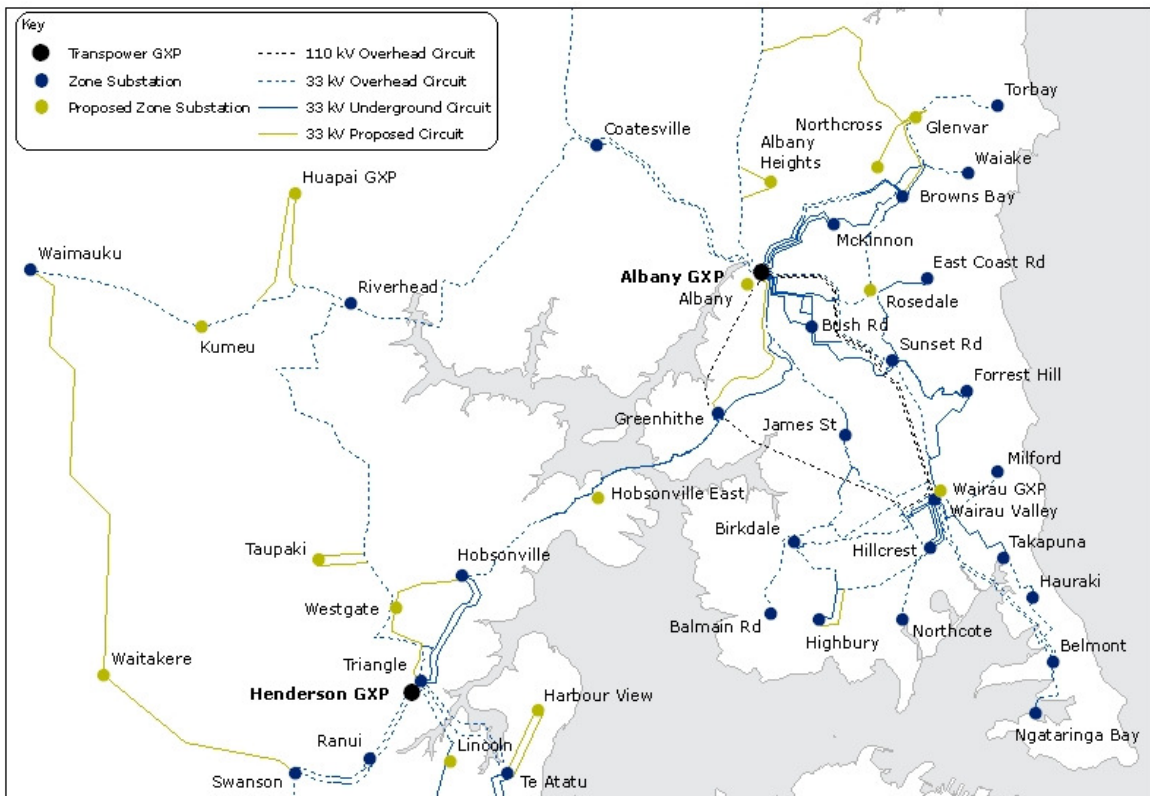 Key
Transpower GXP
Zone Substation
Proposed Zone Substation
110 kV Overhead Circuit
33 kV Overhead Circuit
33 kV Underground Circuit
33 kV Proposed Circuit
Torbay
Coatesville
Northcross
Glenvar
Albany
Heights
Waiake
Huapai GXP
Browns Bay
McKinnon
Waimauku
East Coast Rd
Albany GXP
Riverhead
Albany
Rosedale
Bush Rd
Kumeu
Sunset Rd
Forrest Hill
Greenhithe
James St
Milford
Hobsonville East
Wairau GXP
Wairau Valley
Birkdale
Taupaki
Hobsonville
Hillcrest
Takapuna
Hauraki
Westgate
Balmain Rd
Highbury
Northcote
Waitakere
Triangle
Belmont
Henderson GXP
Harbour View
Ranui
Lincoln
Ngataringa Bay
Swanson
Te Atatu